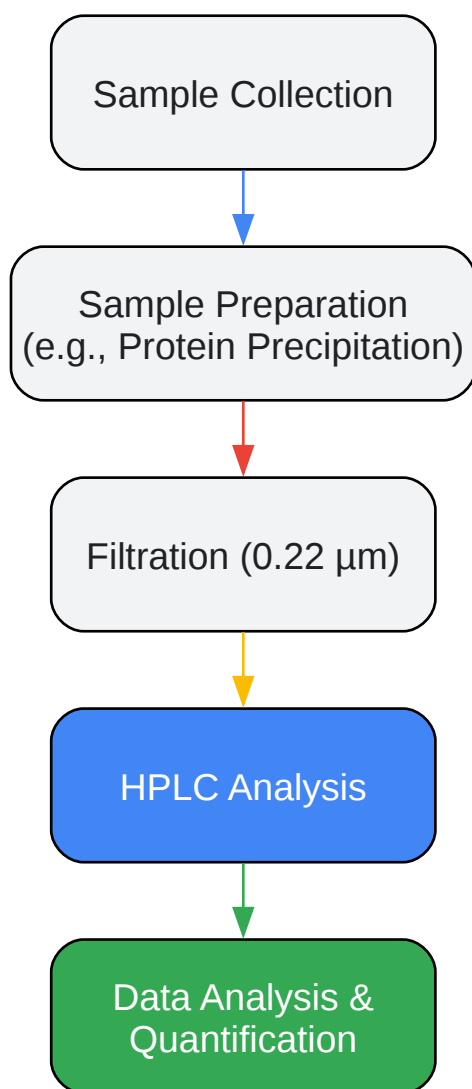 Sample Collection
Sample Preparation
(e.g., Protein Precipitation)
Filtration (0.22 µm)
HPLC Analysis
Data Analysis &
Quantification